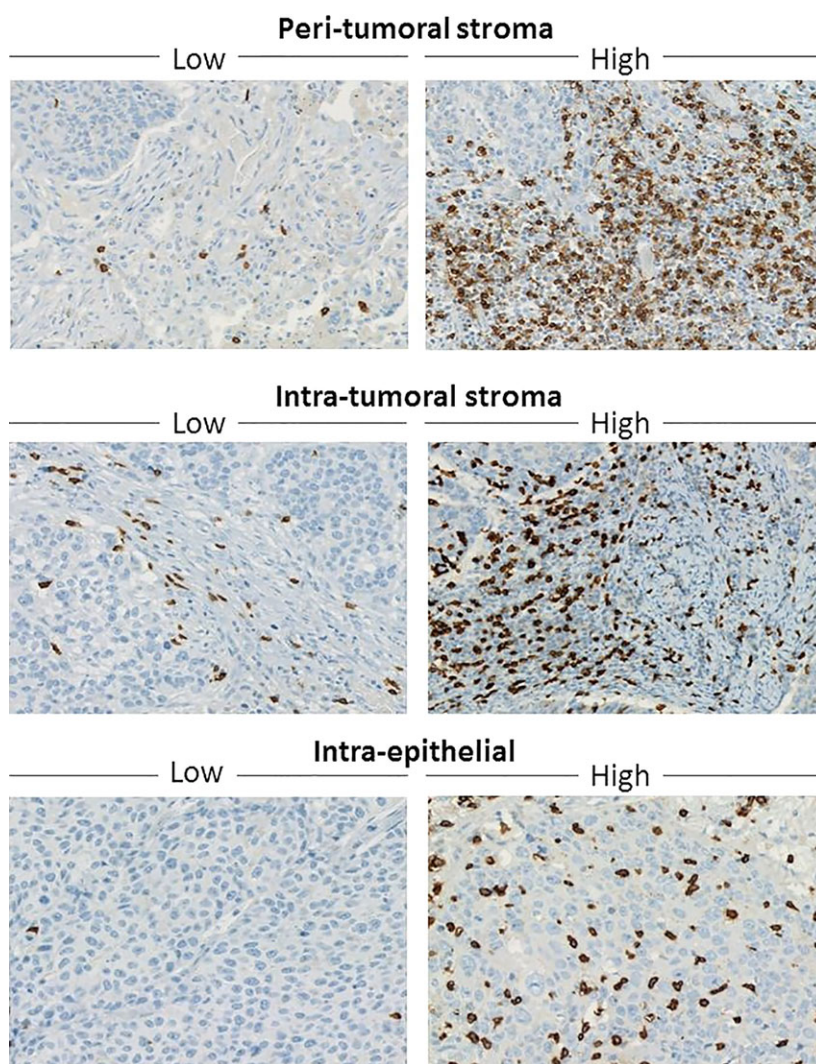 Peri-tumoral stroma
Low High
Intra-tumoral stroma
Low High
Intra-epithelial
Low High